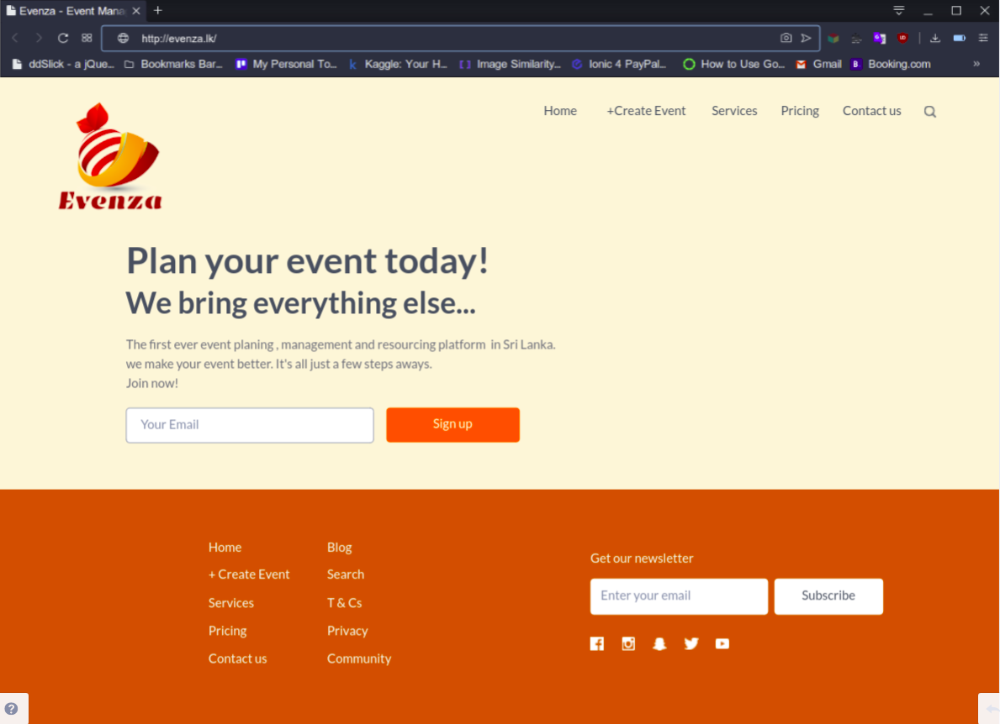 Evenza - Event Mana
http://evenza.lk/
ddSlick - a jQue... Bookmarks Bar... My Personal To... Kaggle: Your H... Image Similarity... Ionic 4 PayPal... How to Use Go... Gmail B. Booking.com »
Home +Create Event Services Pricing Contact us
Evenza
Plan your event today!
We bring everything else...
The first ever event planing , management and resourcing platform in Sri Lanka.
we make your event better. It's all just a few steps aways.
Join now!
Your Email Sign up
Home Blog
+ Create Event Search
Services T & Cs
Pricing Privacy
Contact us Community
Get our newsletter
Enter your email Subscribe